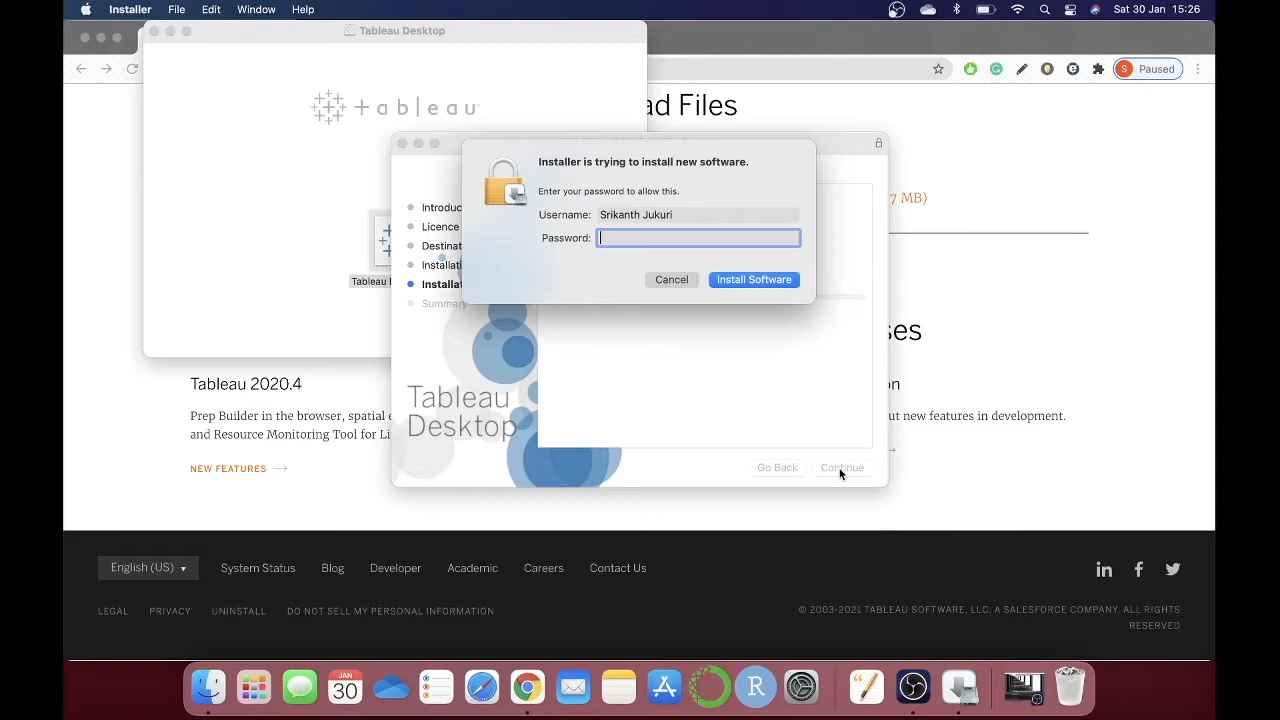 Installer File Edit Window Help Sat 30 Jan 15:26
Tableau Desktop
S Paused
+ a b | e a u
ad Files
Installer is trying to install new software.
Enter your password to allow this.
Username: Srikanth Jukuri
Password:
Cancel Install Software
7 MB)
Introduc
Licence
Destinat
Installati
Installat
Summary
Tableau
ses
Tableau 2020.4
on
Prep Builder in the browser, spatial e
out new features in development.
and Resource Monitoring Tool for Li
NEW FEATURES
Tableau
Desktop
Go Back Continue
English (US) System Status Blog Developer Academic Careers Contact Us
LEGAL PRIVACY UNINSTALL DO NOT SELL MY PERSONAL INFORMATION
© 2003-2021 TABLEAU SOFTWARE, LLC. A SALESFORCE COMPANY. ALL RIGHTS
RESERVED
JAN
30
R